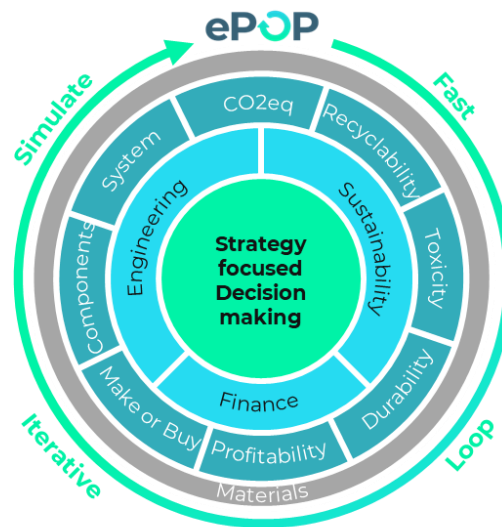 ePOP
Simulate
Fast
Iterative
Loop
CO2eq
Recyclability
Toxicity
Durability
Profitability
Make or Buy
Components
System
Materials
Engineering
Sustainability
Finance
Strategy
focused
Decision
making